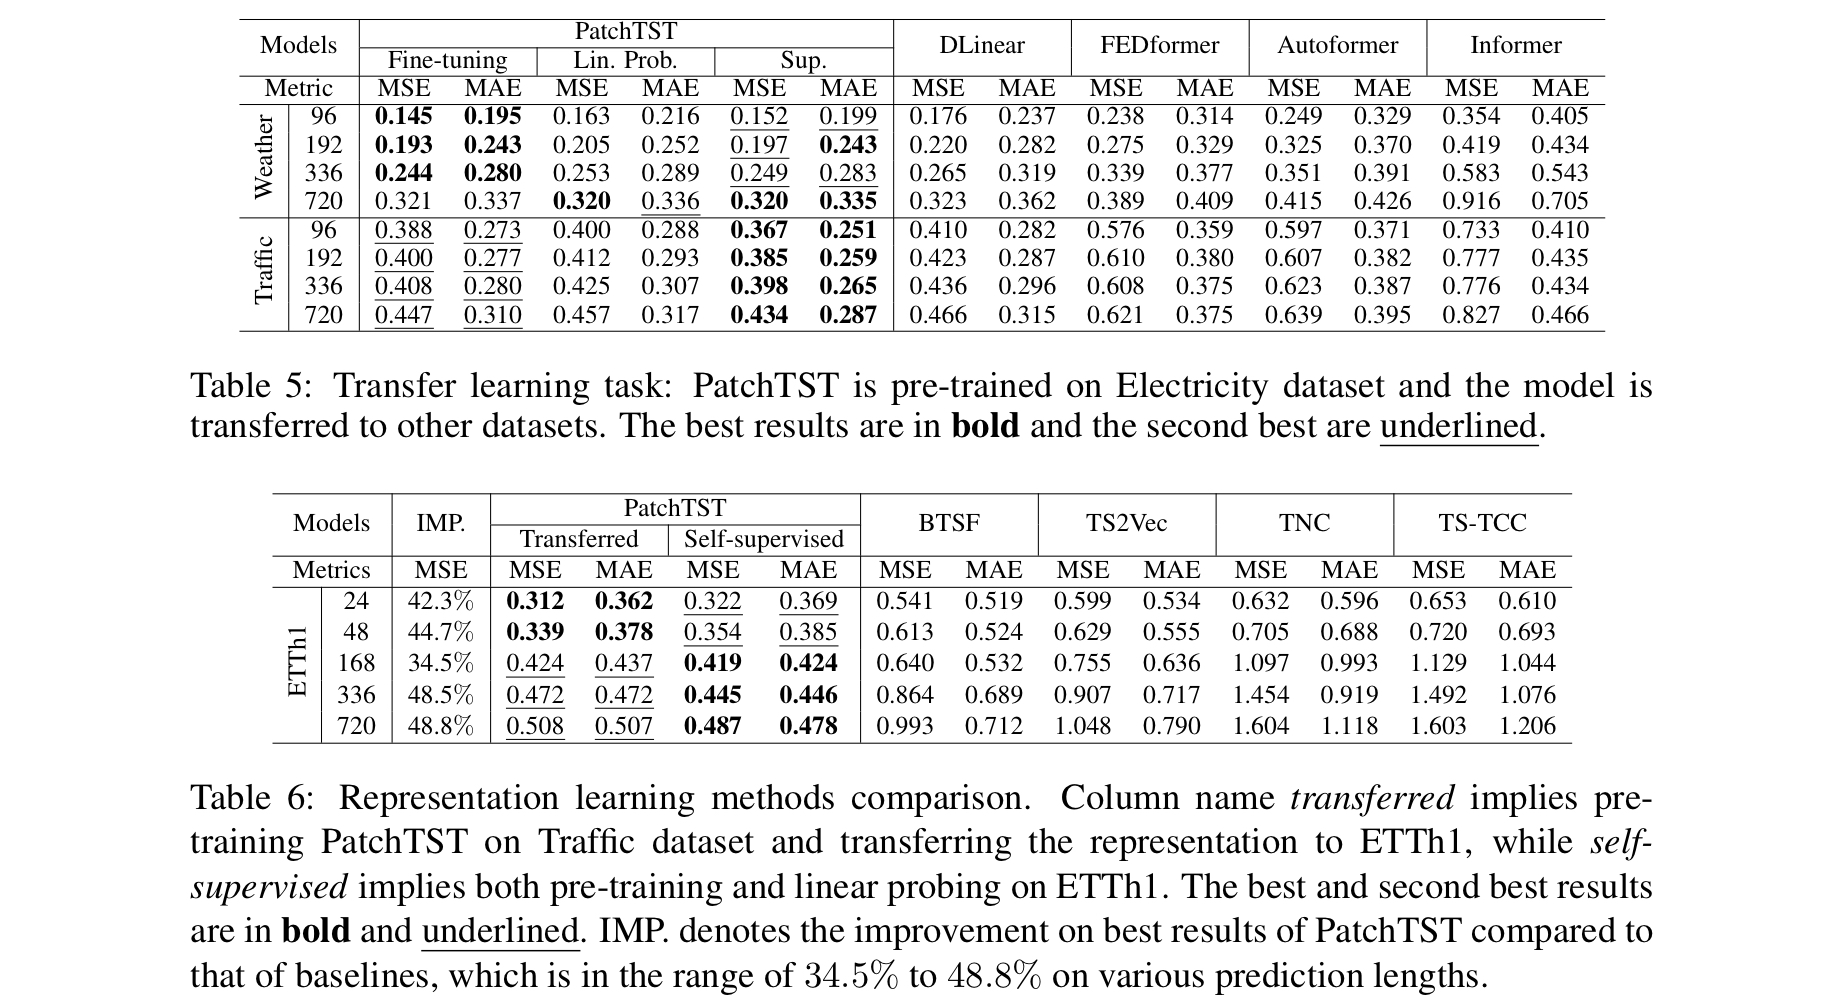 Models PatchTST DLinear FEDformer Autoformer Informer
Fine-tuning Lin. Prob. Sup.
Metric MSE MAE MSE MAE MSE MAE MSE MAE MSE MAE MSE MAE MSE MAE
Weather
96 0.145 0.195 0.163 0.216 0.152 0.199 0.176 0.237 0.238 0.314 0.249 0.329 0.354 0.405
192 0.193 0.243 0.205 0.252 0.197 0.243 0.220 0.282 0.275 0.329 0.325 0.370 0.419 0.434
336 0.244 0.280 0.253 0.289 0.249 0.283 0.265 0.319 0.339 0.377 0.351 0.391 0.583 0.543
720 0.321 0.337 0.320 0.336 0.320 0.335 0.323 0.362 0.389 0.409 0.415 0.426 0.916 0.705
Traffic
96 0.388 0.273 0.400 0.288 0.367 0.251 0.410 0.282 0.576 0.359 0.597 0.371 0.733 0.410
192 0.400 0.277 0.412 0.293 0.385 0.259 0.423 0.287 0.610 0.380 0.607 0.382 0.777 0.435
336 0.408 0.280 0.425 0.307 0.398 0.265 0.436 0.296 0.608 0.375 0.623 0.387 0.776 0.434
720 0.447 0.310 0.457 0.317 0.434 0.287 0.466 0.315 0.621 0.375 0.639 0.395 0.827 0.466
Table 5: Transfer learning task: PatchTST is pre-trained on Electricity dataset and the model is
transferred to other datasets. The best results are in bold and the second best are underlined.
Models IMP. PatchTST BTSF TS2Vec TNC TS-TCC
Transferred Self-supervised
Metrics MSE MSE MAE MSE MAE MSE MAE MSE MAE MSE MAE MSE MAE
ETTh1
24 42.3% 0.312 0.362 0.322 0.369 0.541 0.519 0.599 0.534 0.632 0.596 0.653 0.610
48 44.7% 0.339 0.378 0.354 0.385 0.613 0.524 0.629 0.555 0.705 0.688 0.720 0.693
168 34.5% 0.424 0.437 0.419 0.424 0.640 0.532 0.755 0.636 1.097 0.993 1.129 1.044
336 48.5% 0.472 0.472 0.445 0.446 0.864 0.689 0.907 0.717 1.454 0.919 1.492 1.076
720 48.8% 0.508 0.507 0.487 0.478 0.993 0.712 1.048 0.790 1.604 1.118 1.603 1.206
Table 6: Representation learning methods comparison. Column name transferred implies pre-
training PatchTST on Traffic dataset and transferring the representation to ETTh1, while self-
supervised implies both pre-training and linear probing on ETTh1. The best and second best results
are in bold and underlined. IMP. denotes the improvement on best results of PatchTST compared to
that of baselines, which is in the range of 34.5% to 48.8% on various prediction lengths.